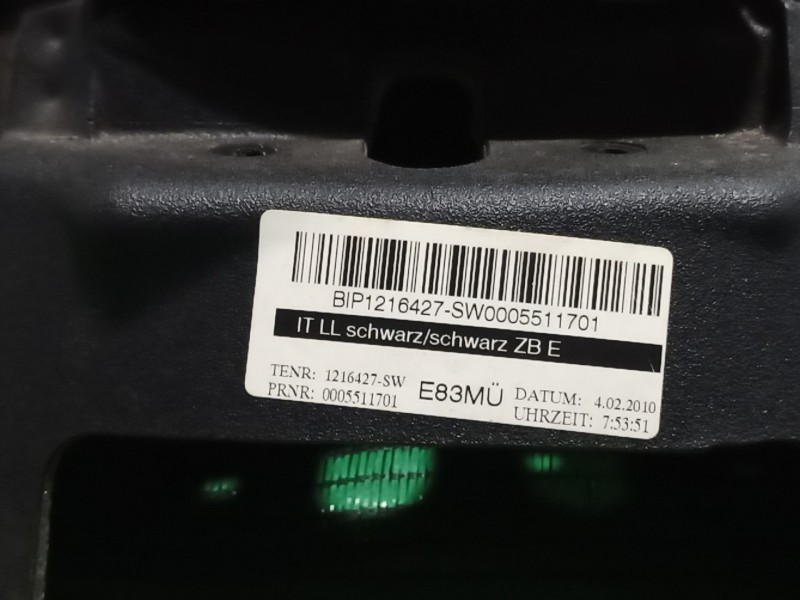 BIP1216427-SW0005511701
IT LL schwarz/schwarz ZB E
TENR: 1216427-SW
PRNR: 0005511701
E83MÜ
DATUM: 4.02.2010
UHRZEIT: 7:53:51